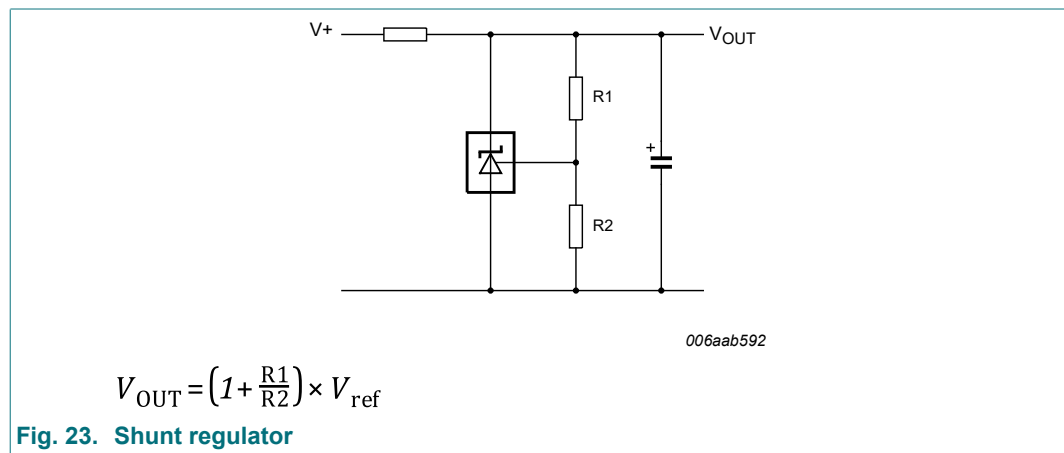 V+
VOUT
R1
+
R2
006aab592
VOUT = (1 + R1/R2) × Vref
Fig. 23. Shunt regulator